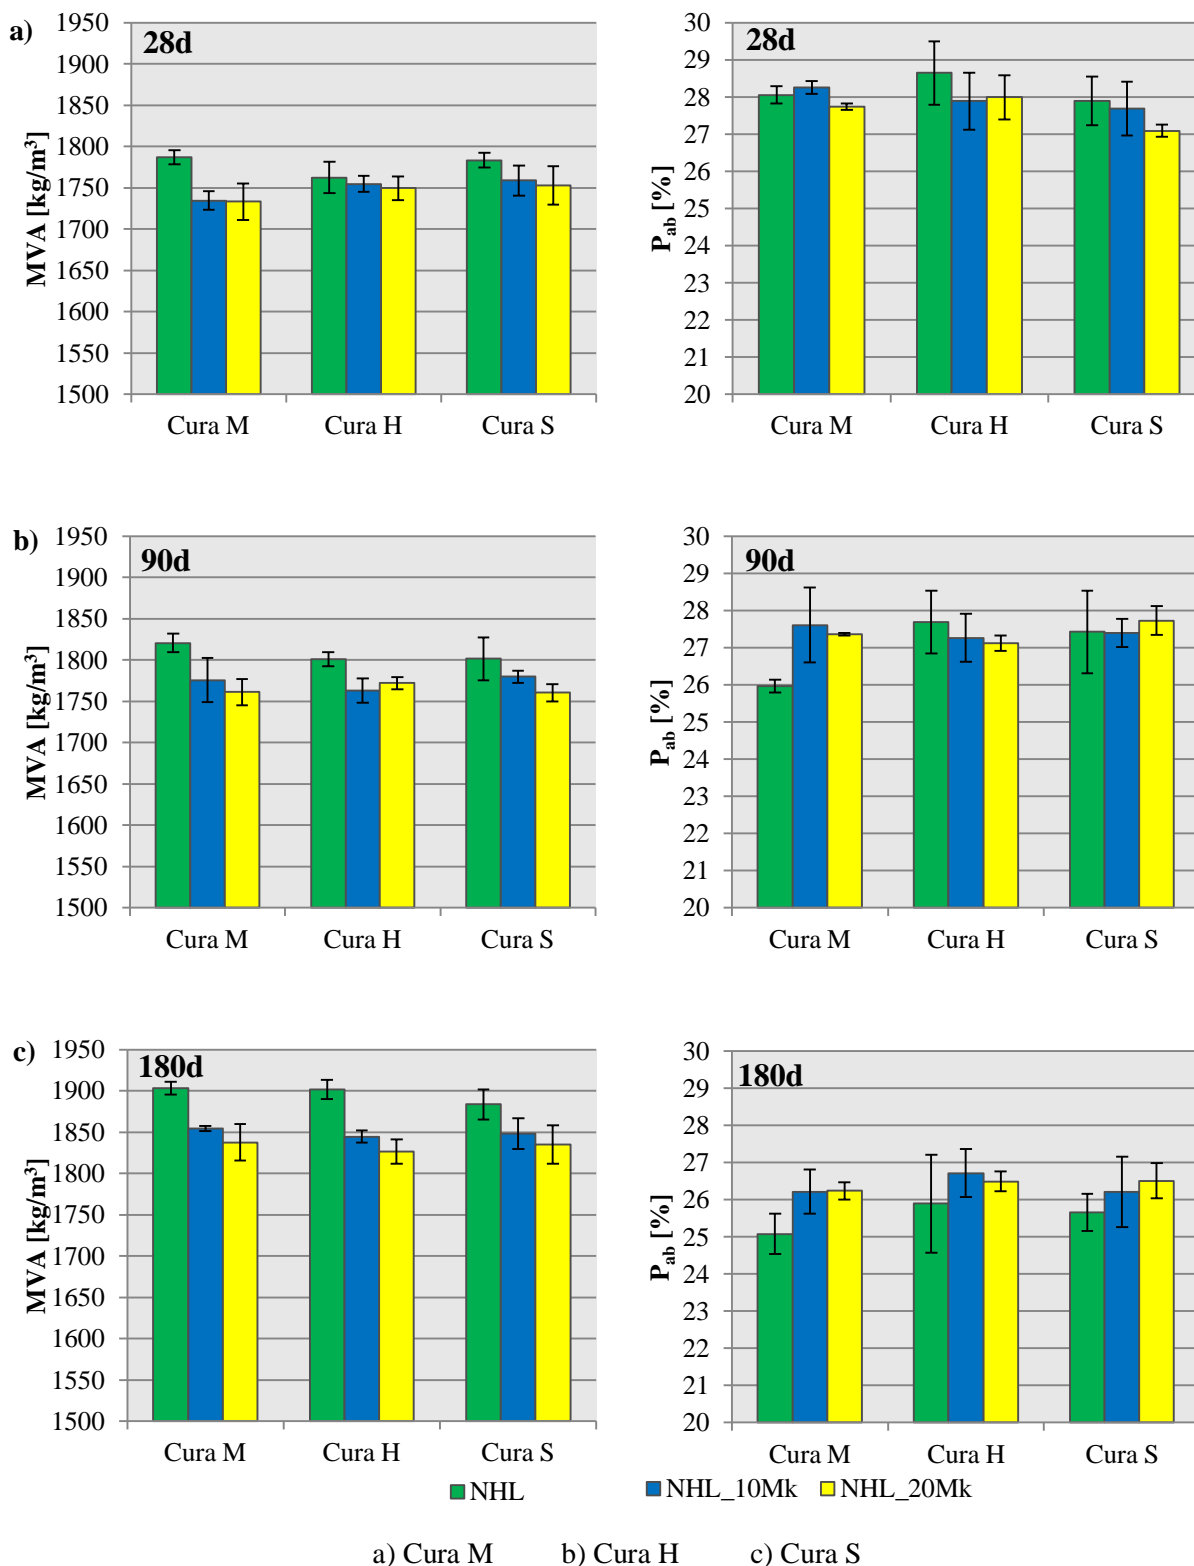 a)
28d
MVA [kg/m³]
1950
1900
1850
1800
1750
1700
1650
1600
1550
1500
Cura M Cura H Cura S
28d
Pab [%]
30
29
28
27
26
25
24
23
22
21
20
Cura M Cura H Cura S
b)
90d
MVA [kg/m³]
1950
1900
1850
1800
1750
1700
1650
1600
1550
1500
Cura M Cura H Cura S
90d
Pab [%]
30
29
28
27
26
25
24
23
22
21
20
Cura M Cura H Cura S
c)
180d
MVA [kg/m³]
1950
1900
1850
1800
1750
1700
1650
1600
1550
1500
Cura M Cura H Cura S
180d
Pab [%]
30
29
28
27
26
25
24
23
22
21
20
Cura M Cura H Cura S
NHL NHL_10Mk NHL_20Mk
a) Cura M b) Cura H c) Cura S